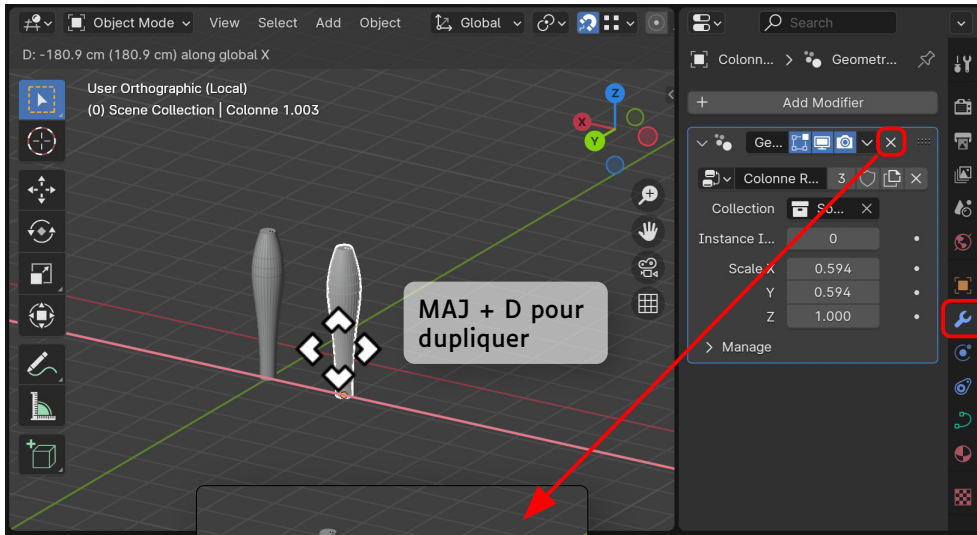 Object Mode View Select Add Object Global
Search
D: -180.9 cm (180.9 cm) along global X
Colonn... > Geometr...
User Orthographic (Local)
(0) Scene Collection | Colonne 1.003
Z
X
Y
+ Add Modifier
Ge...
Colonne R... 3
Collection So...
Instance I... 0
Scale X 0.594
Y 0.594
Z 1.000
Manage
MAJ + D pour
dupliquer